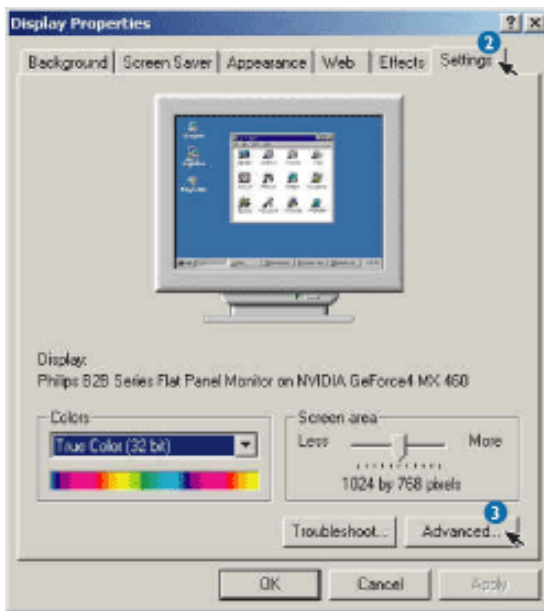 Display Properties
2
Background Screen Saver Appearance Web Effects Settings
Display:
Philips B2B Series Flat Panel Monitor on NVIDIA GeForce4 MX 460
Colors
True Color (32 bit)
Screen area
Less More
1024 by 768 pixels
3
Troubleshoot... Advanced...
OK Cancel Apply